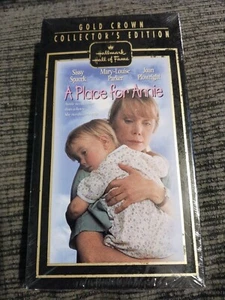 GOLD CROWN
COLLECTOR'S EDITION
Hallmark
Hall of Fame
Sissy Mary-Louise Joan
Spacek Parker Plowright
A Place for Annie